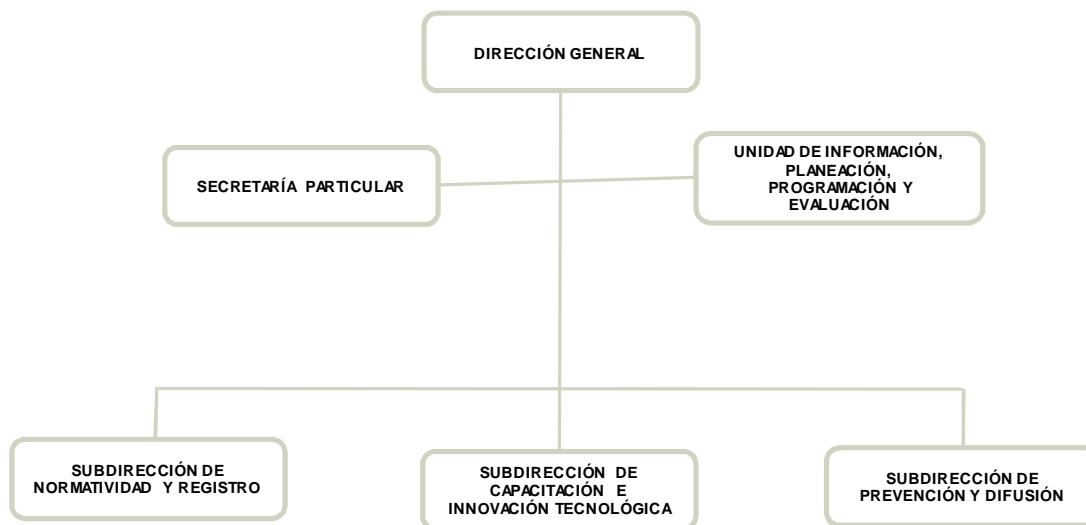 DIRECCIÓN GENERAL
SECRETARÍA PARTICULAR
UNIDAD DE INFORMACIÓN,
PLANEACIÓN,
PROGRAMACIÓN Y
EVALUACIÓN
SUBDIRECCIÓN DE
NORMATIVIDAD Y REGISTRO
SUBDIRECCIÓN DE
CAPACITACIÓN E
INNOVACIÓN TECNOLÓGICA
SUBDIRECCIÓN DE
PREVENCIÓN Y DIFUSIÓN